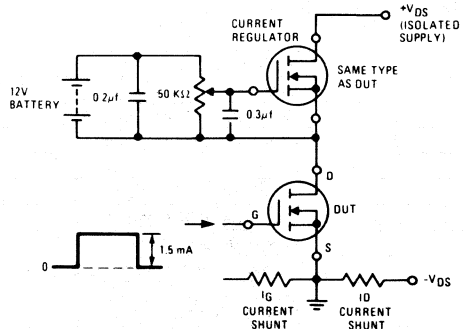 +VDS
(ISOLATED
SUPPLY)
CURRENT
REGULATOR
SAME TYPE
AS DUT
12V
BATTERY
0.2μf
50 KΩ
0.3μf
D
DUT
G
S
1.5 mA
0
IG
CURRENT
SHUNT
ID
CURRENT
SHUNT
-VDS